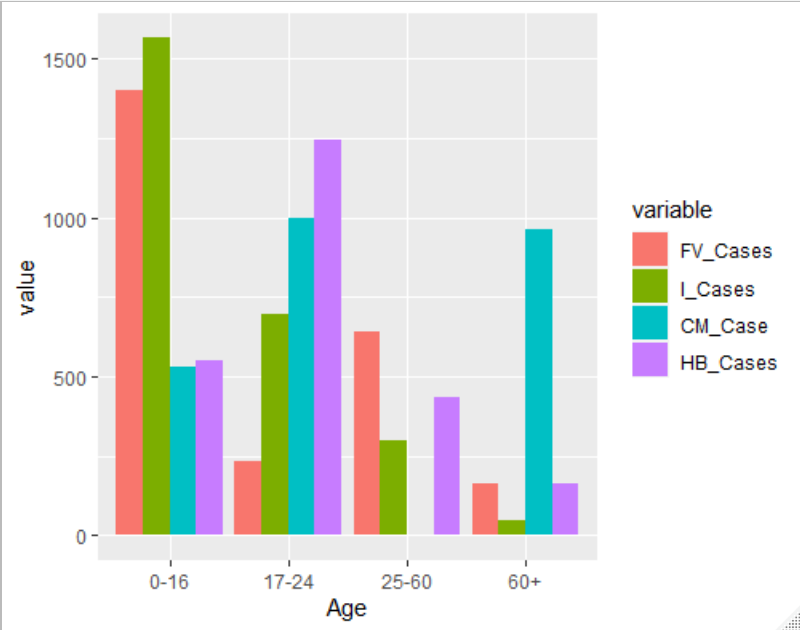 1500
1000
500
0
value
0-16 17-24 25-60 60+
Age
variable
FV_Cases
I_Cases
CM_Case
HB_Cases